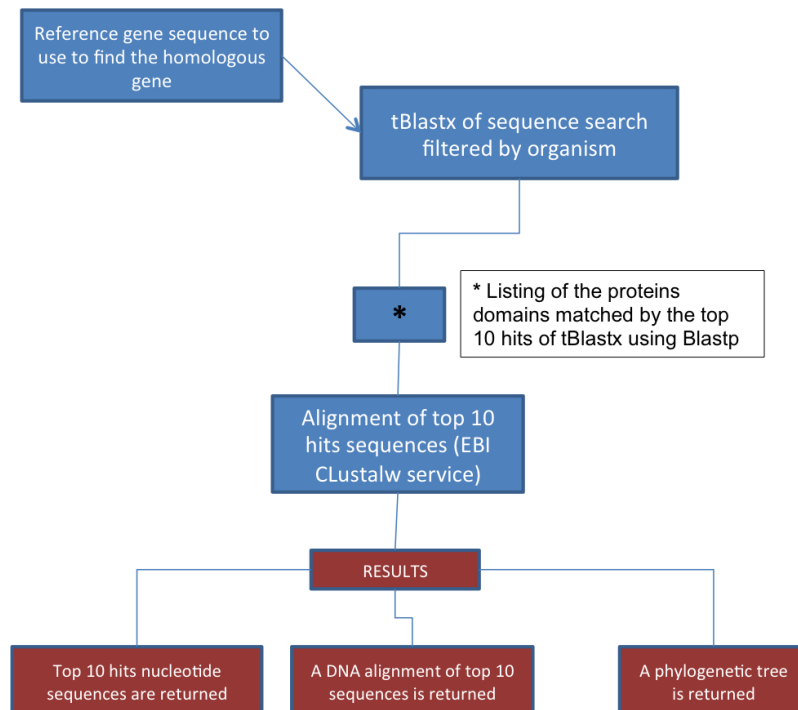 Reference gene sequence to
use to find the homologous
gene
tBlastx of sequence search
filtered by organism
*
* Listing of the proteins
domains matched by the top
10 hits of tBlastx using Blastp
Alignment of top 10
hits sequences (EBI
CLustalw service)
RESULTS
Top 10 hits nucleotide
sequences are returned
A DNA alignment of top 10
sequences is returned
A phylogenetic tree
is returned